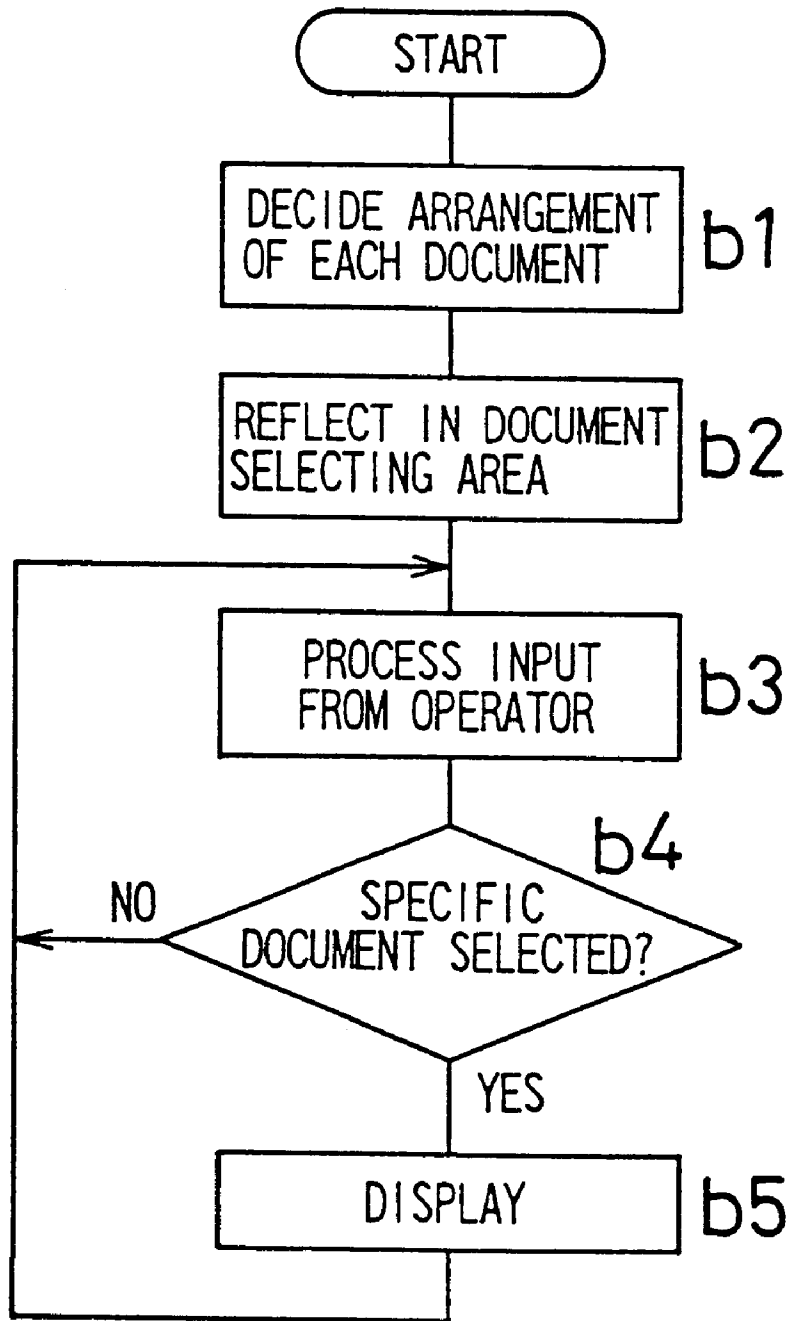 START
DECIDE ARRANGEMENT
OF EACH DOCUMENT
b1
REFLECT IN DOCUMENT
SELECTING AREA
b2
PROCESS INPUT
FROM OPERATOR
b3
b4
NO
SPECIFIC
DOCUMENT SELECTED?
YES
DISPLAY
b5